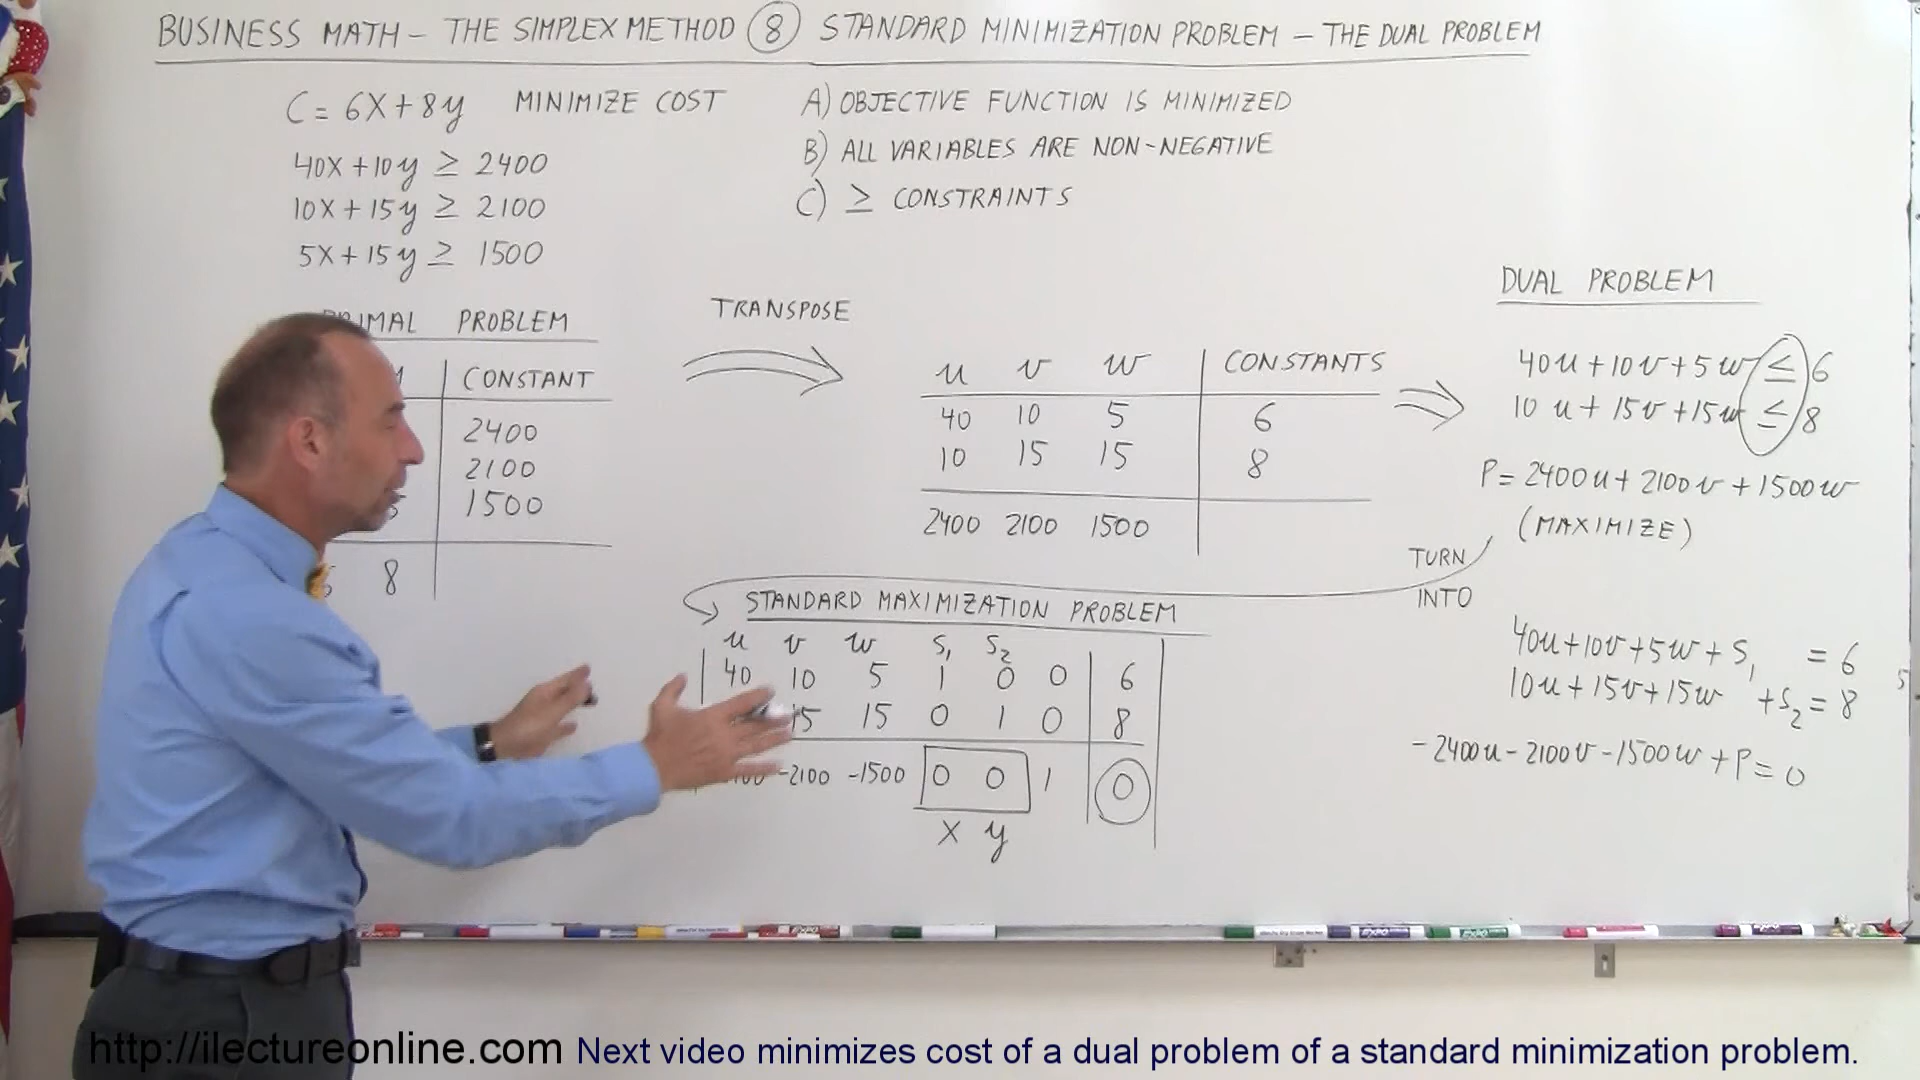 BUSINESS MATH – THE SIMPLEX METHOD 8 STANDARD MINIMIZATION PROBLEM – THE DUAL PROBLEM
C = 6X + 8y MINIMIZE COST
40X + 10y ≥ 2400
10X + 15y ≥ 2100
5X + 15y ≥ 1500
A) OBJECTIVE FUNCTION IS MINIMIZED
B) ALL VARIABLES ARE NON-NEGATIVE
C) ≥ CONSTRAINTS
PROBLEM
CONSTANT
2400
2100
1500
8
TRANSPOSE
u v w CONSTANTS
40 10 5 6
10 15 15 8
2400 2100 1500
DUAL PROBLEM
40u + 10v + 5w ≤ 6
10u + 15v + 15w ≤ 8
P = 2400u + 2100v + 1500w
(MAXIMIZE)
TURN
INTO
STANDARD MAXIMIZATION PROBLEM
u v w S₁ S₂
40 10 5 1 0 0 6
15 15 0 1 0 8
-2100 -1500 0 0 1 0
X y
40u + 10v + 5w + S₁ = 6
10u + 15v + 15w + S₂ = 8
-2400u - 2100v - 1500w + P = 0
5
http://ilectureonline.com Next video minimizes cost of a dual problem of a standard minimization problem.